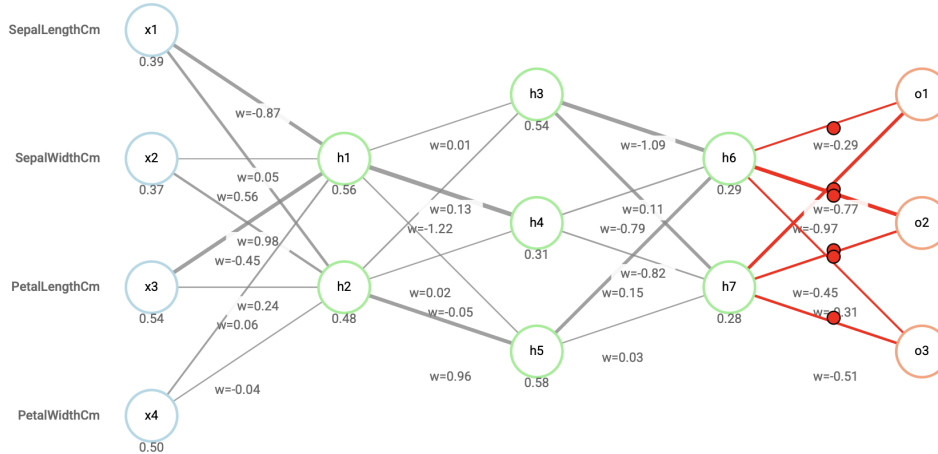 SepalLengthCm
x1
0.39
SepalWidthCm
x2
0.37
PetalLengthCm
x3
0.54
PetalWidthCm
x4
0.50
w=-0.87
w=0.05
w=0.56
w=0.98
w=-0.45
w=0.24
w=0.06
w=-0.04
h1
0.56
h2
0.48
w=0.01
w=0.13
w=-1.22
w=0.02
w=-0.05
w=0.96
h3
0.54
h4
0.31
h5
0.58
w=-1.09
w=0.11
w=-0.79
w=-0.82
w=0.15
w=0.03
h6
0.29
h7
0.28
w=-0.29
w=-0.77
w=-0.97
w=-0.45
w=-0.31
w=-0.51
o1
o2
o3